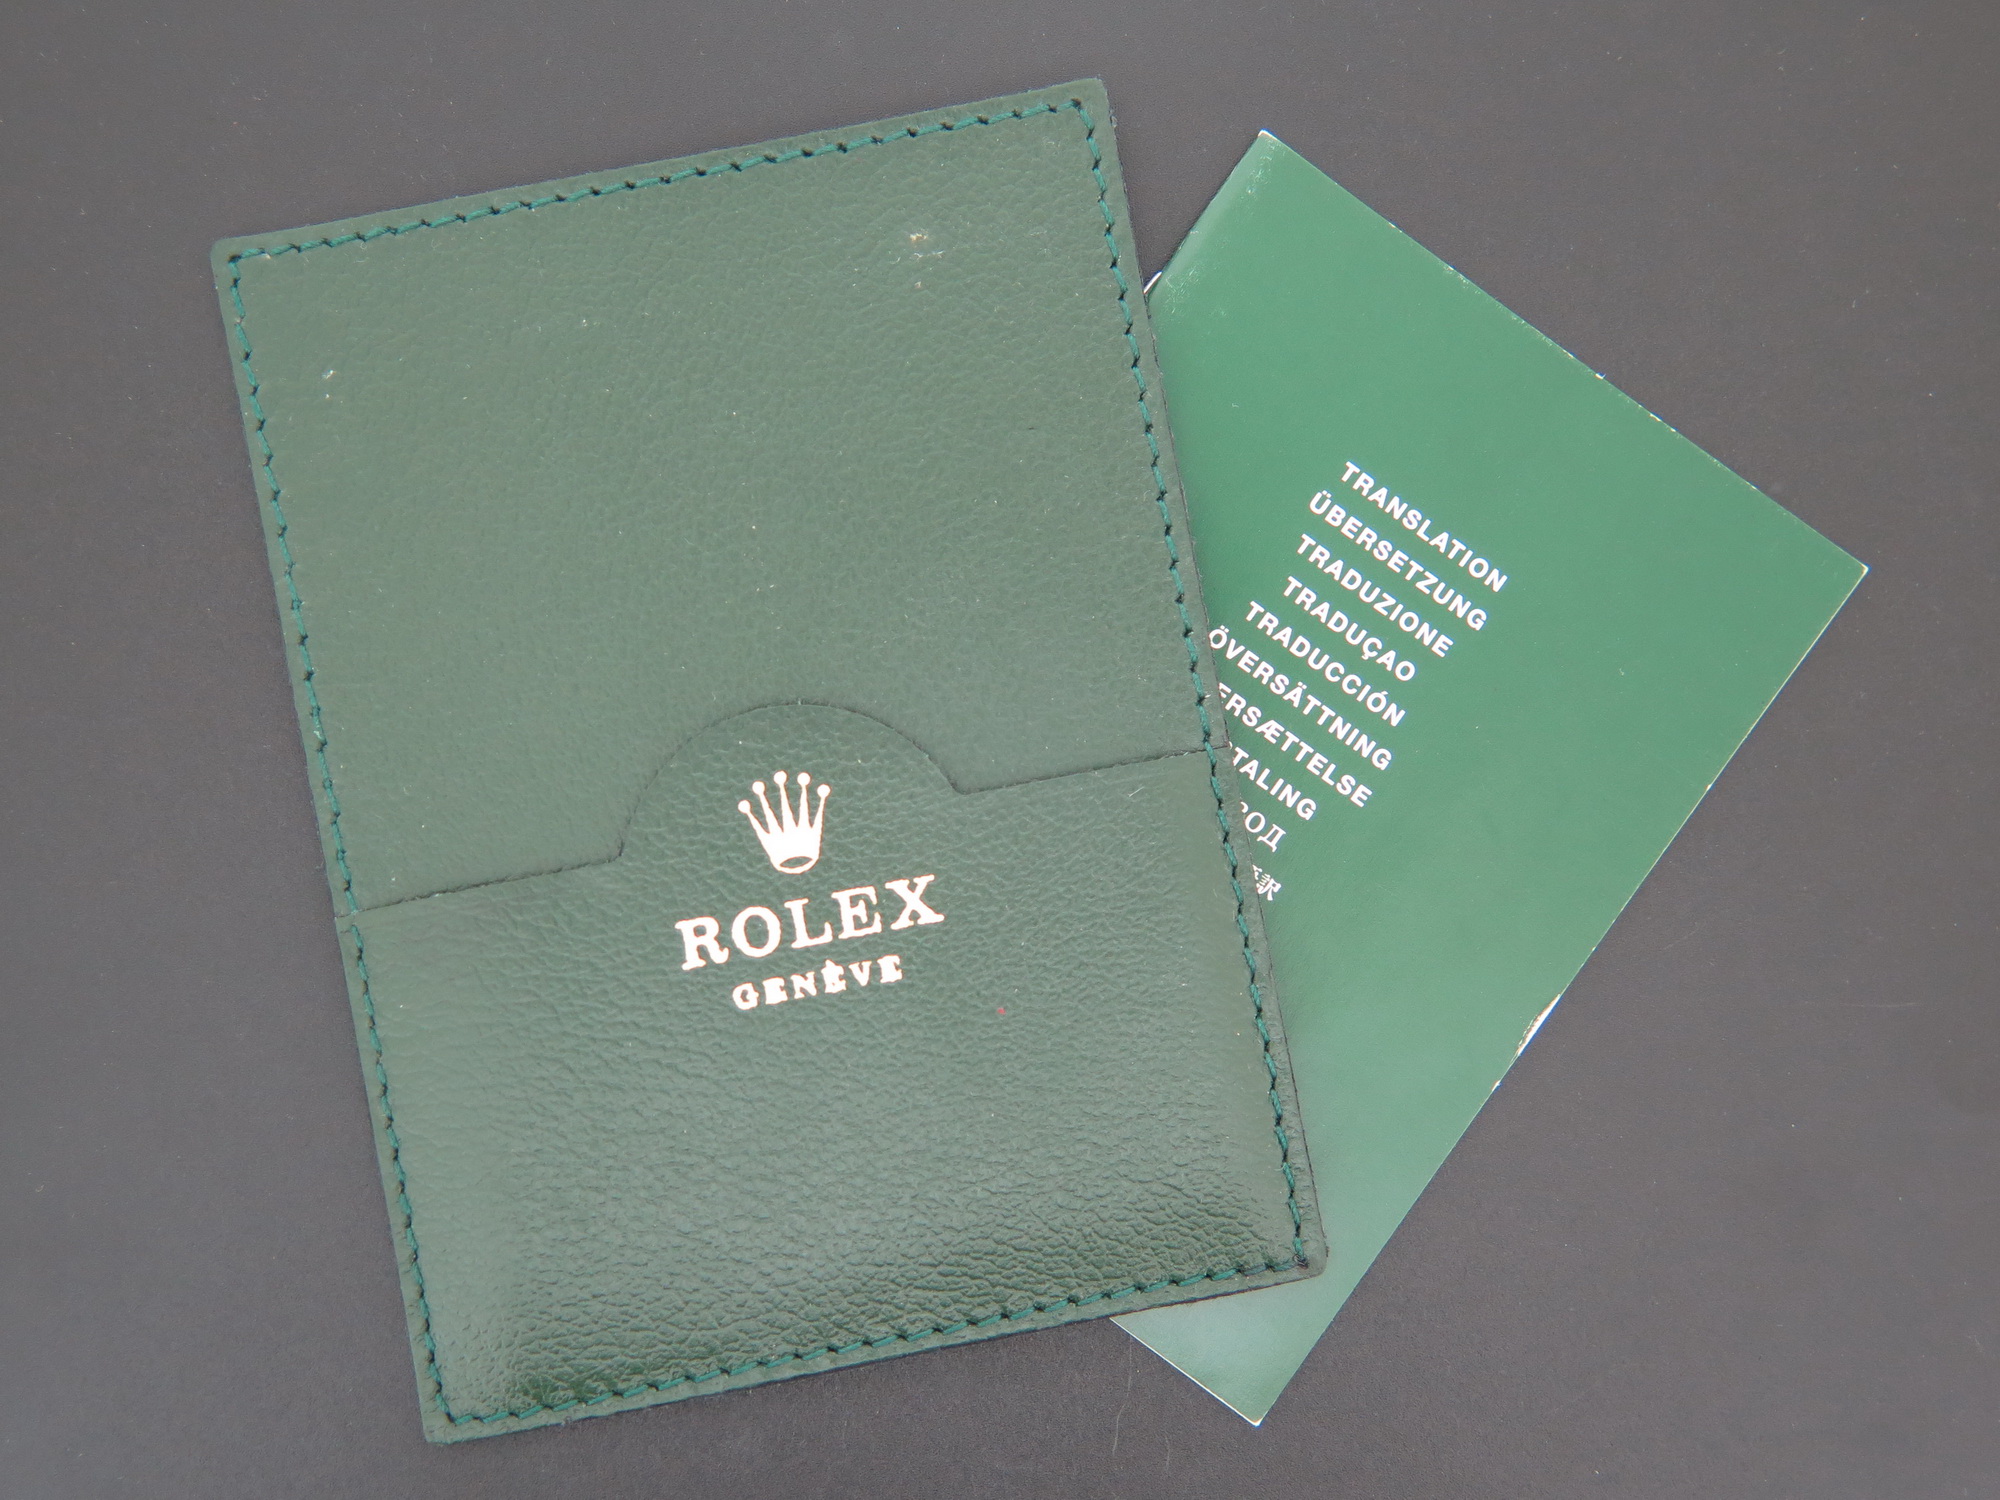 ROLEX
GENÈVE
TRANSLATION
ÜBERSETZUNG
TRADUZIONE
TRADUÇAO
TRADUCCIÓN
ÖVERSÄTTNING